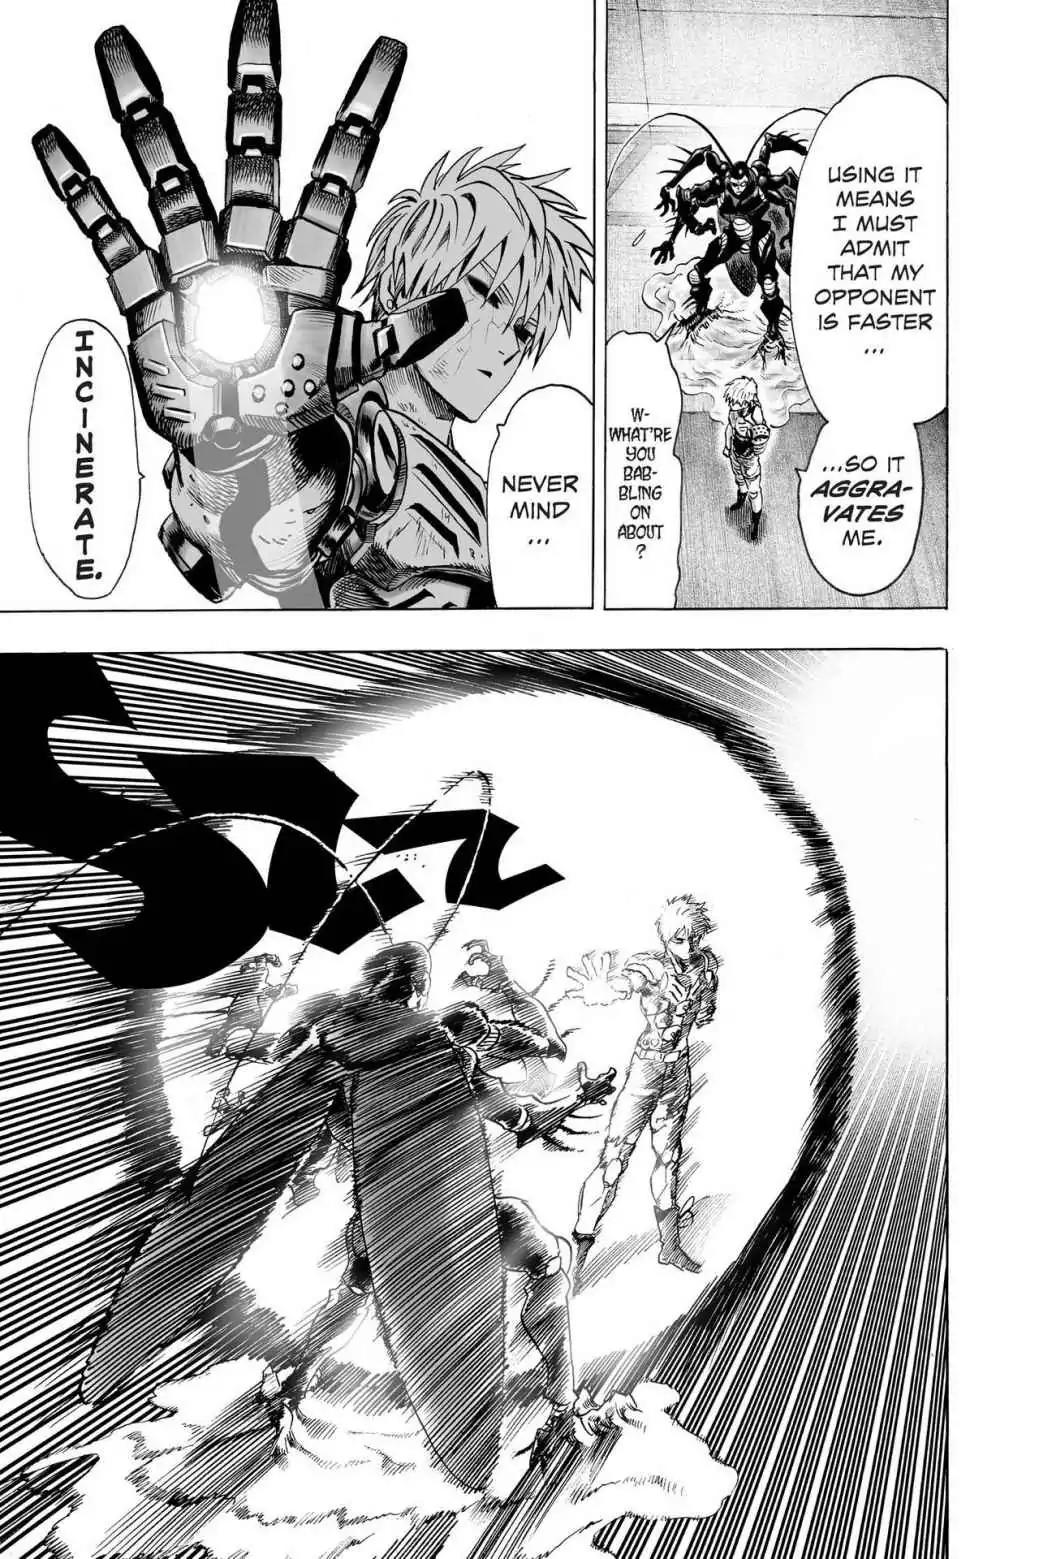 USING IT
MEANS
I MUST
ADMIT
THAT MY
OPPONENT
IS FASTER
...
...SO IT
AGGRA-
VATES
ME.
W-
WHAT'RE
YOU
BAB-
BLING
ON
ABOUT
?
NEVER
MIND
...
INCINERATE.